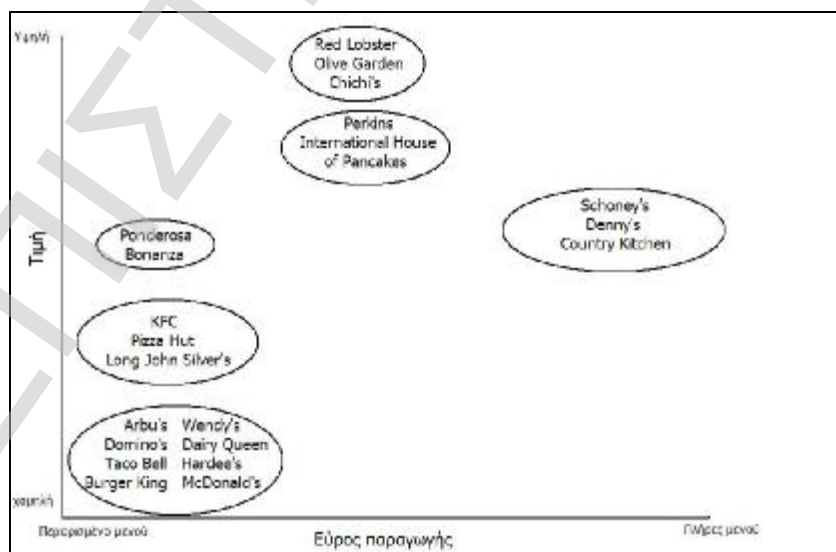 Υψηλή
Red Lobster
Olive Garden
Chichi's
Perkins
International House
of Pancakes
Schoney's
Denny's
Country Kitchen
Τιμή
Ponderosa
Bonanza
KFC
Pizza Hut
Long John Silver's
Arbu's Wendy's
Domino's Dairy Queen
Taco Bell Hardee's
Burger King McDonald's
χαμηλή
Περιορισμένο μενού
Εύρος παραγωγής
Πλήρες μενού